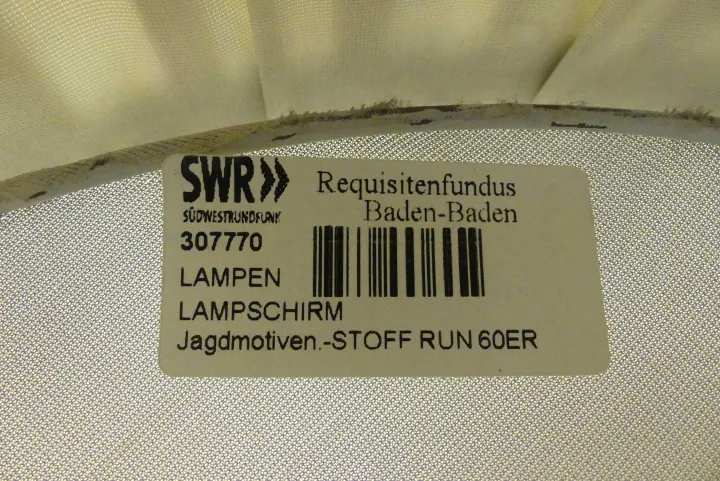 SWR»
SÜDWESTRUNDFUNK
Requisitenfundus
Baden-Baden
307770
LAMPEN
LAMPSCHIRM
Jagdmotiven.-STOFF RUN 60ER